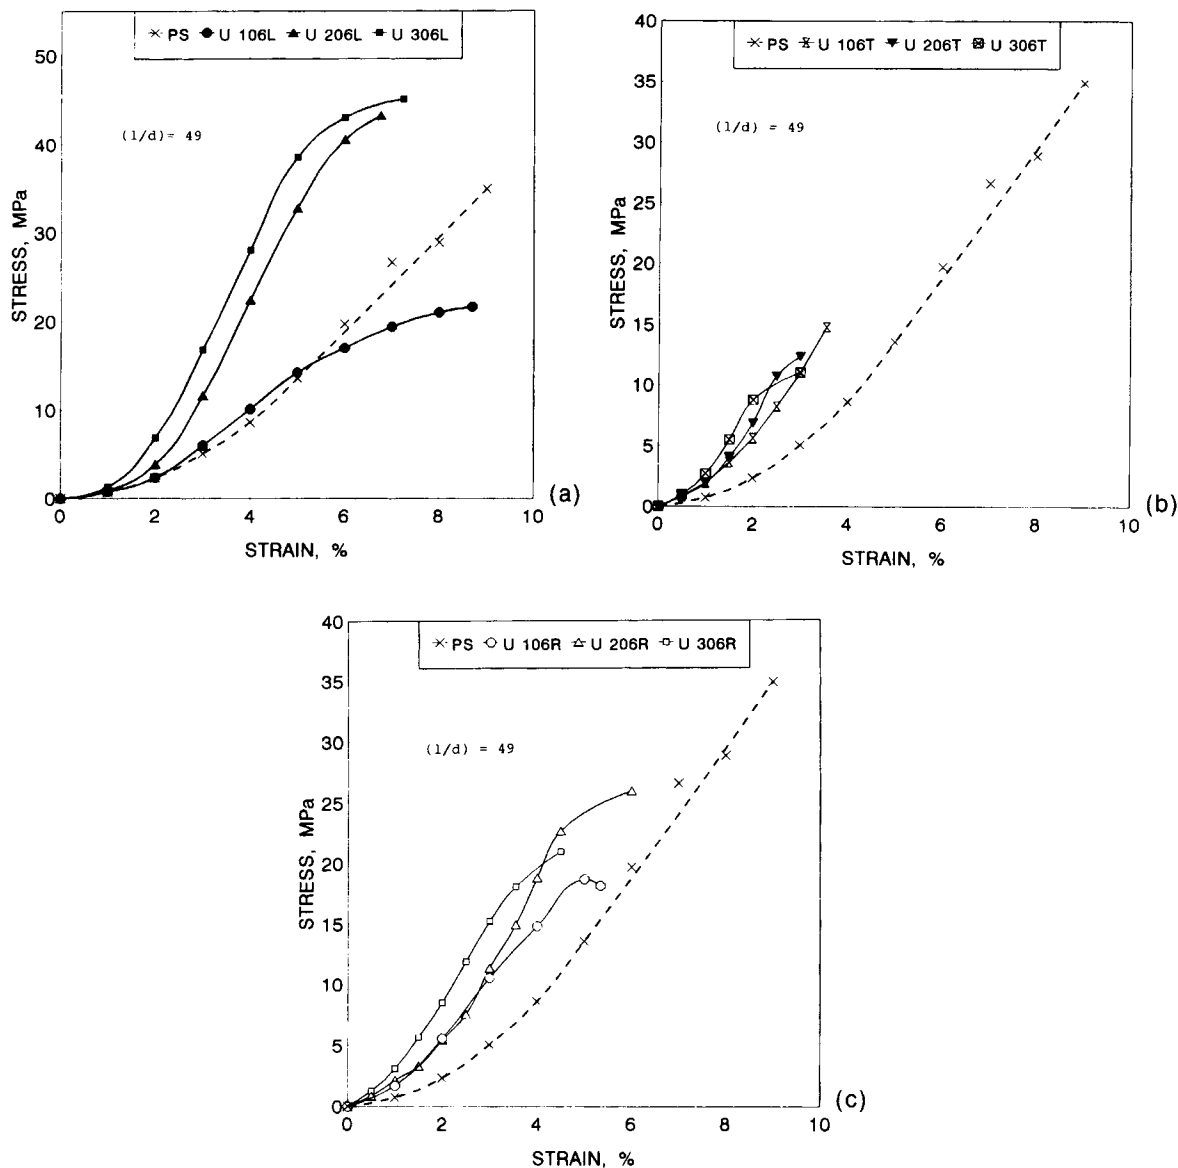 PS U 106L U 206L U 306L
50
40
30
20
10
0
STRESS, MPa
(1/d)= 49
0 2 4 6 8 10
STRAIN, %
(a)
PS U 106T U 206T U 306T
40
35
30
25
20
15
10
5
0
STRESS, MPa
(1/d) = 49
0 2 4 6 8 10
STRAIN, %
(b)
PS U 106R U 206R U 306R
40
35
30
25
20
15
10
5
0
STRESS, MPa
(1/d) = 49
0 2 4 6 8 10
STRAIN, %
(c)